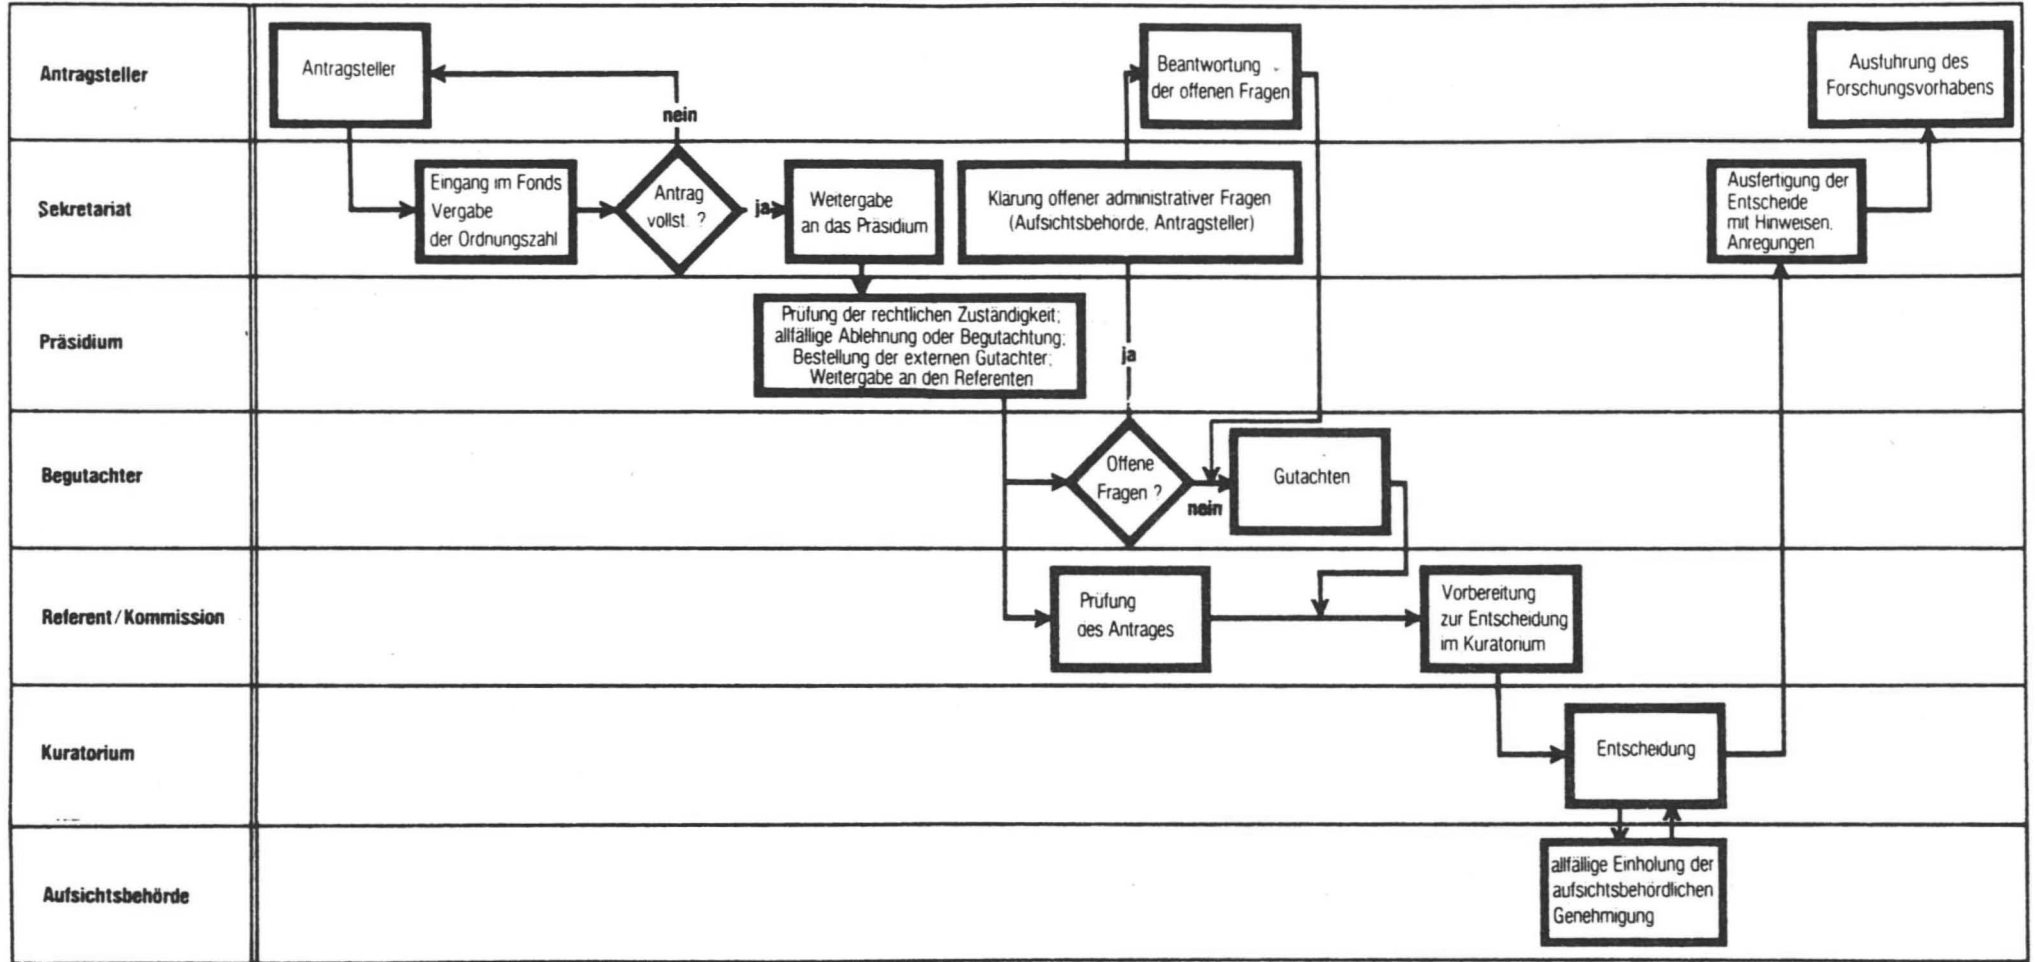 Antragsteller
Antragsteller
nein
Beantwortung
der offenen Fragen
Ausfuhrung des
Forschungsvorhabens
Sekretariat
Eingang im Fonds
Vergabe
der Ordnungszahl
Antrag
vollst. ?
ja
Weitergabe
an das Präsidium
Klärung offener administrativer Fragen
(Aufsichtsbehörde, Antragsteller)
Ausfertigung der
Entscheide
mit Hinweisen,
Anregungen
Präsidium
Prüfung der rechtlichen Zuständigkeit;
allfällige Ablehnung oder Begutachtung;
Bestellung der externen Gutachter;
Weitergabe an den Referenten
ja
Begutachter
Offene
Fragen ?
nein
Gutachten
Referent/Kommission
Prüfung
des Antrages
Vorbereitung
zur Entscheidung
im Kuratorium
Kuratorium
Entscheidung
Aufsichtsbehörde
allfällige Einholung der
aufsichtsbehördlichen
Genehmigung